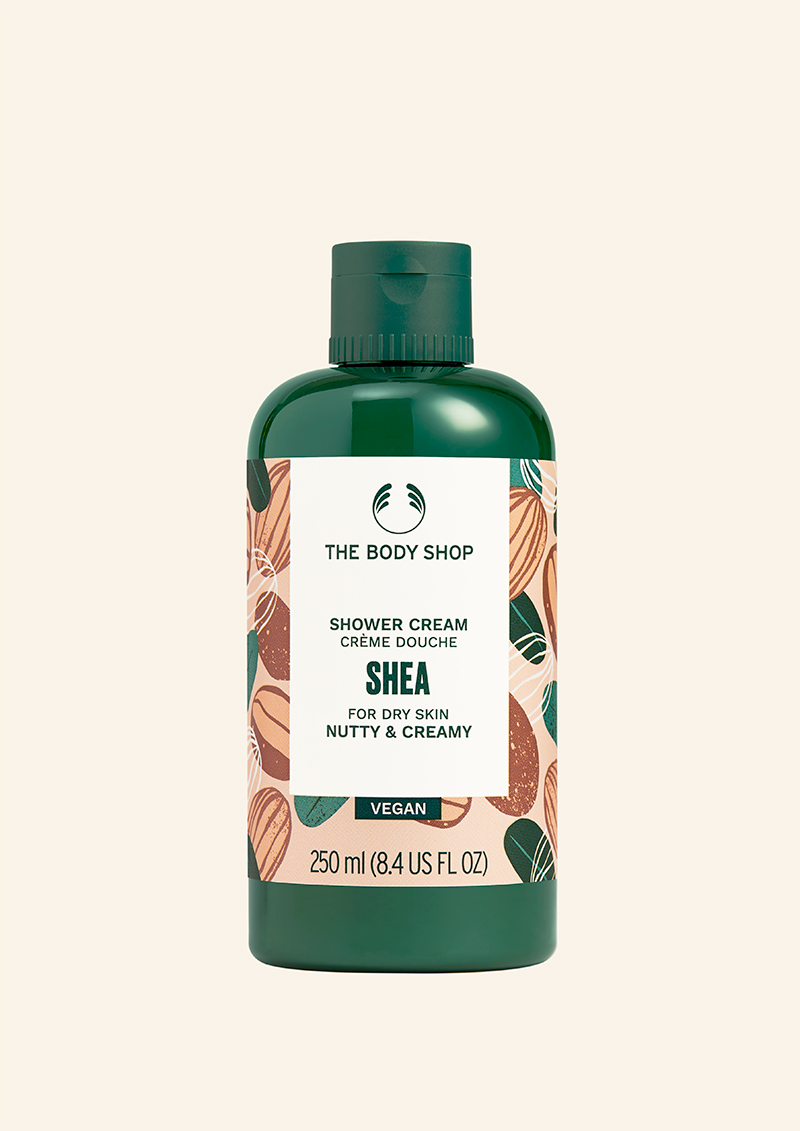 THE BODY SHOP
SHOWER CREAM
CRÈME DOUCHE
SHEA
FOR DRY SKIN
NUTTY & CREAMY
VEGAN
250 ml (8.4 US FL OZ)